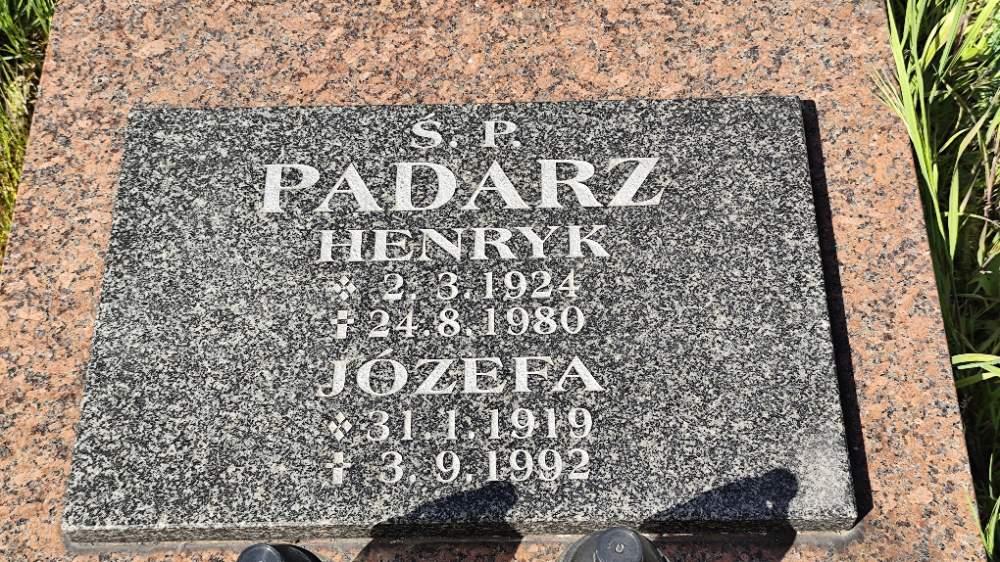 Ś. P.
PADARZ
HENRYK
2. 3. 1924
✝ 24. 8. 1980
JÓZEFA
31. 1. 1919
✝ 3. 9. 1992